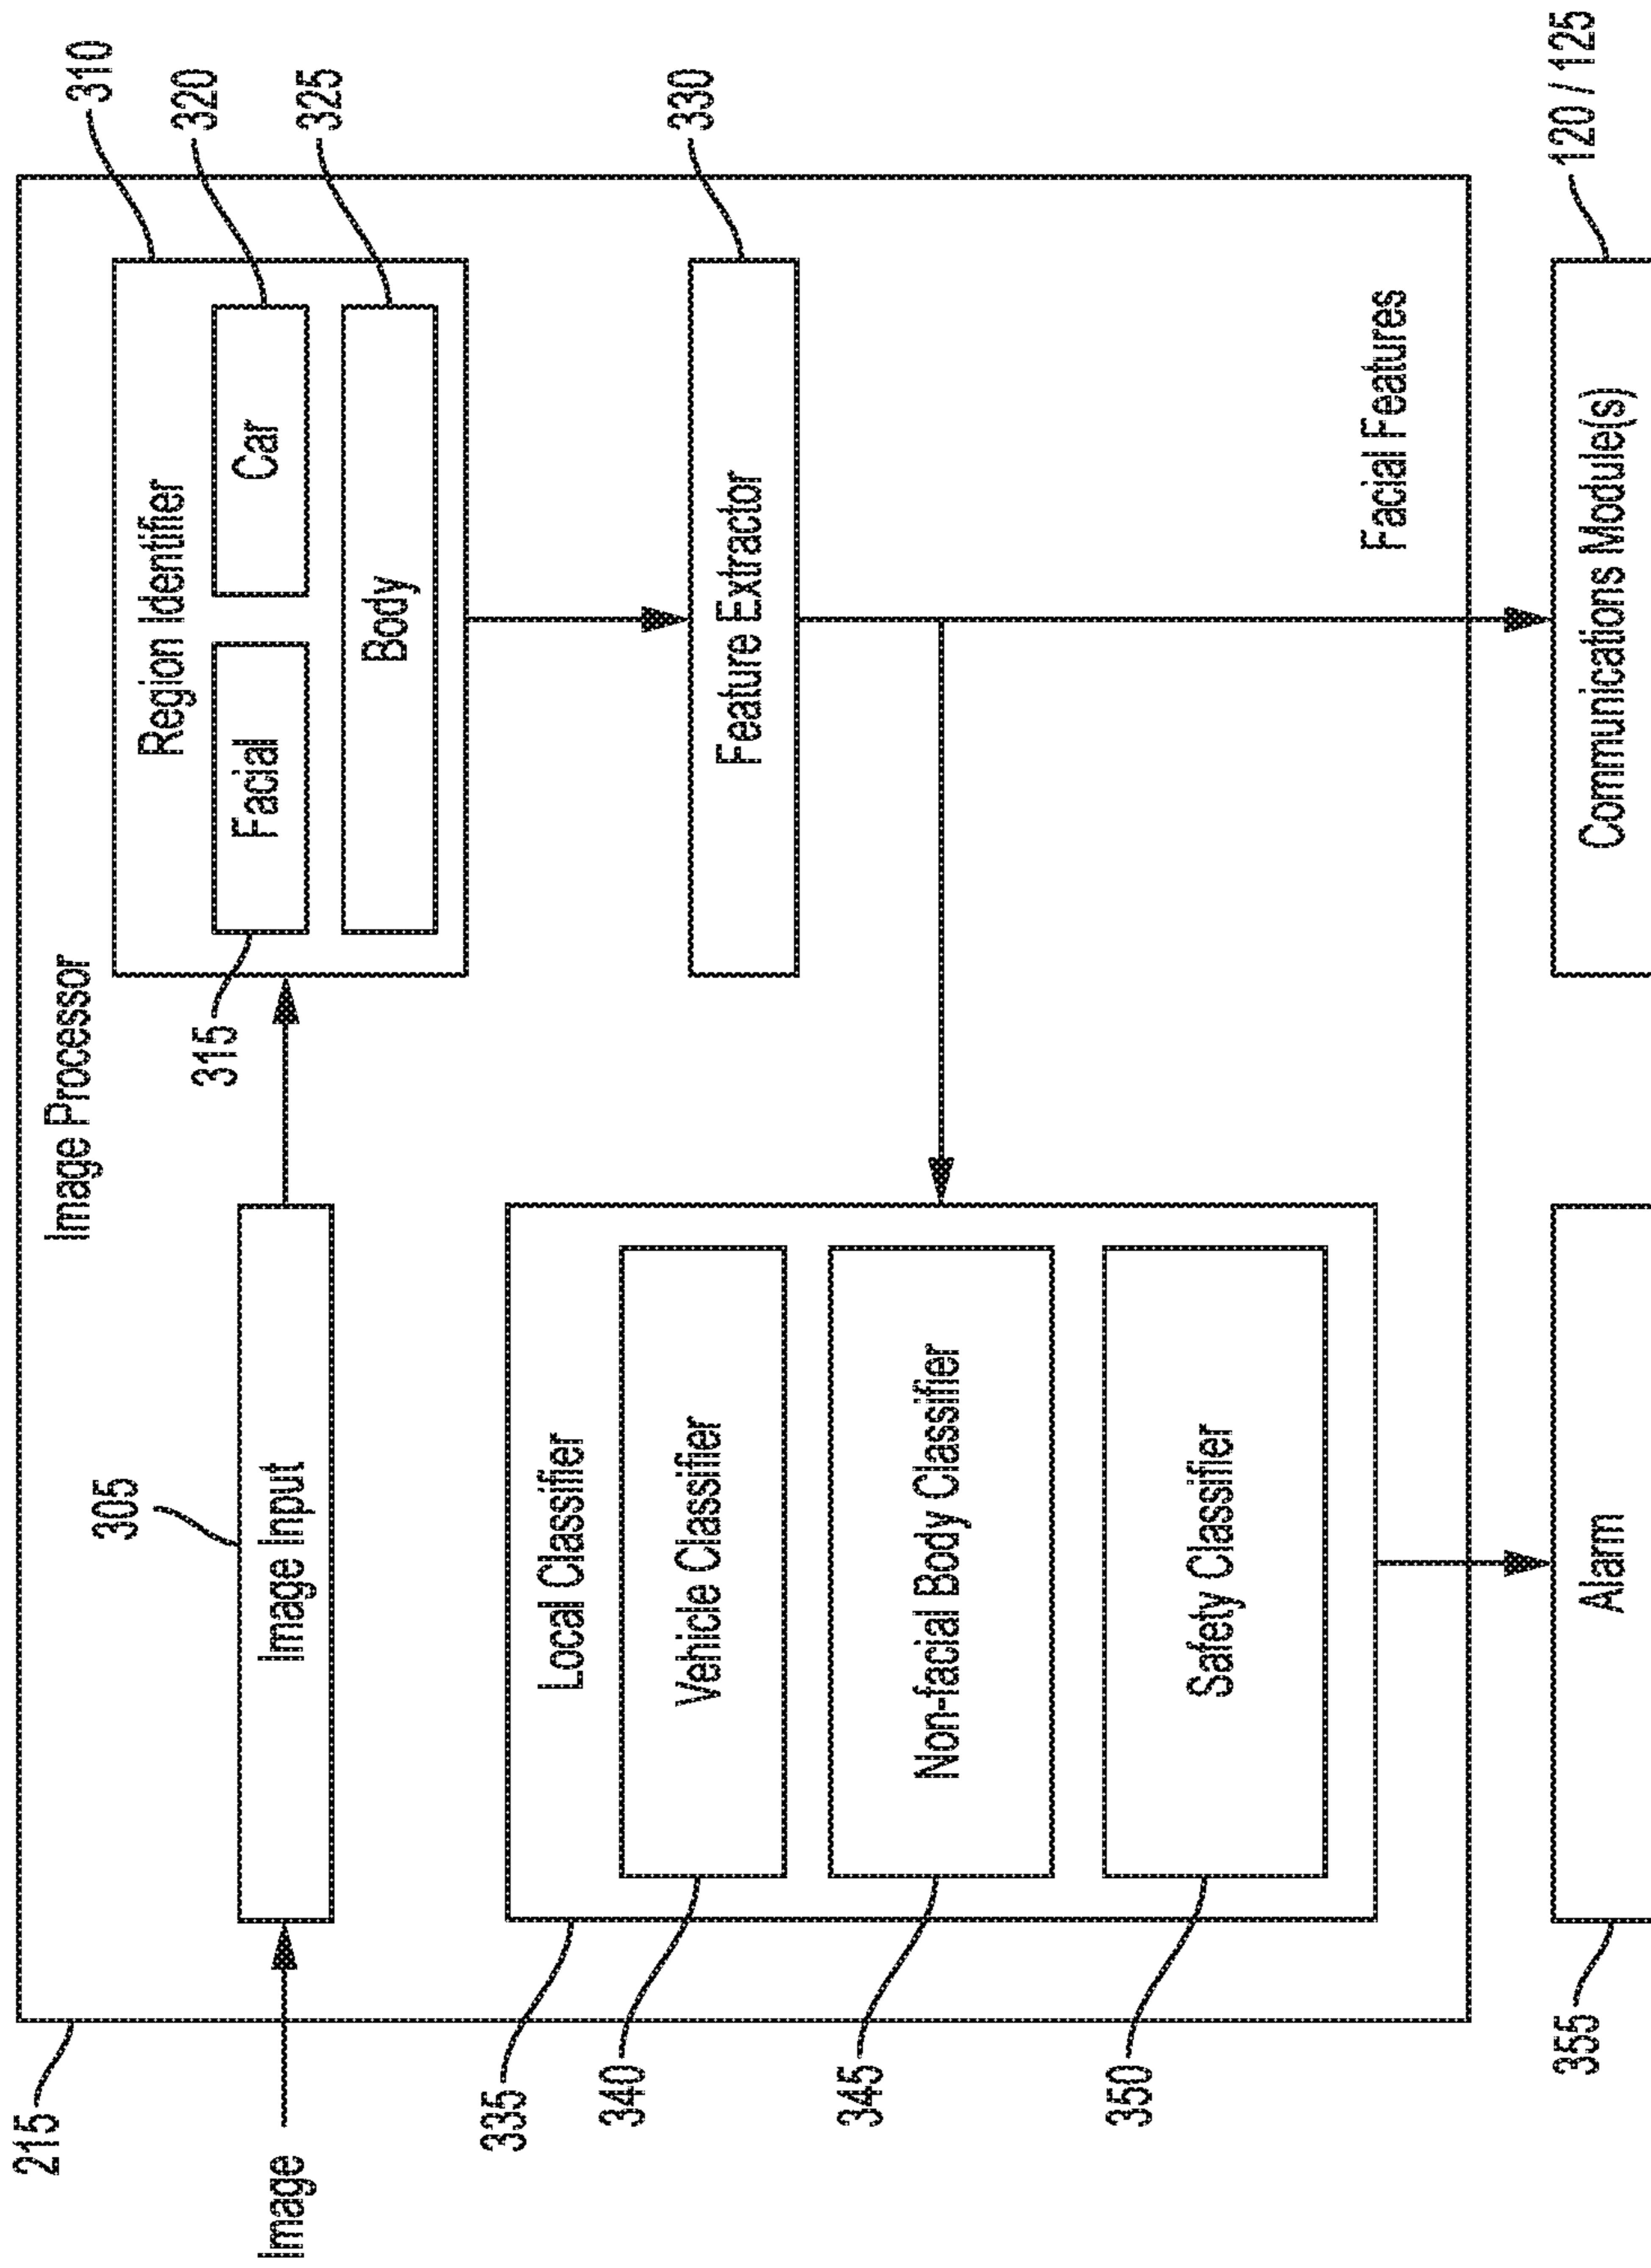 Image
215
Image Processor
305
Image Input
315
Region Identifier
310
Facial
Car
320
Body
325
Feature Extractor
330
335
Local Classifier
340
Vehicle Classifier
345
Non-facial Body Classifier
350
Safety Classifier
Facial Features
355
Alarm
Communications Module(s)
120 / 125